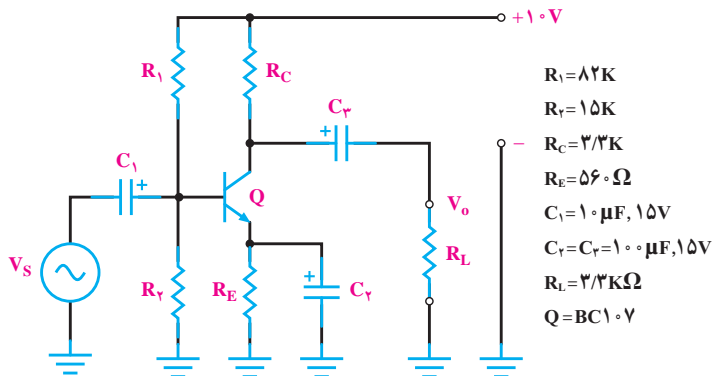 +۱۰V
R۱
RC
C۳
C۱
Q
Vo
VS
R۲
RE
C۲
RL
−
R۱=۸۲K
R۲=۱۵K
RC=۳/۳K
RE=۵۶۰Ω
C۱=۱۰μF,۱۵V
C۲=C۳=۱۰۰μF,۱۵V
RL=۳/۳KΩ
Q=BC۱۰۷